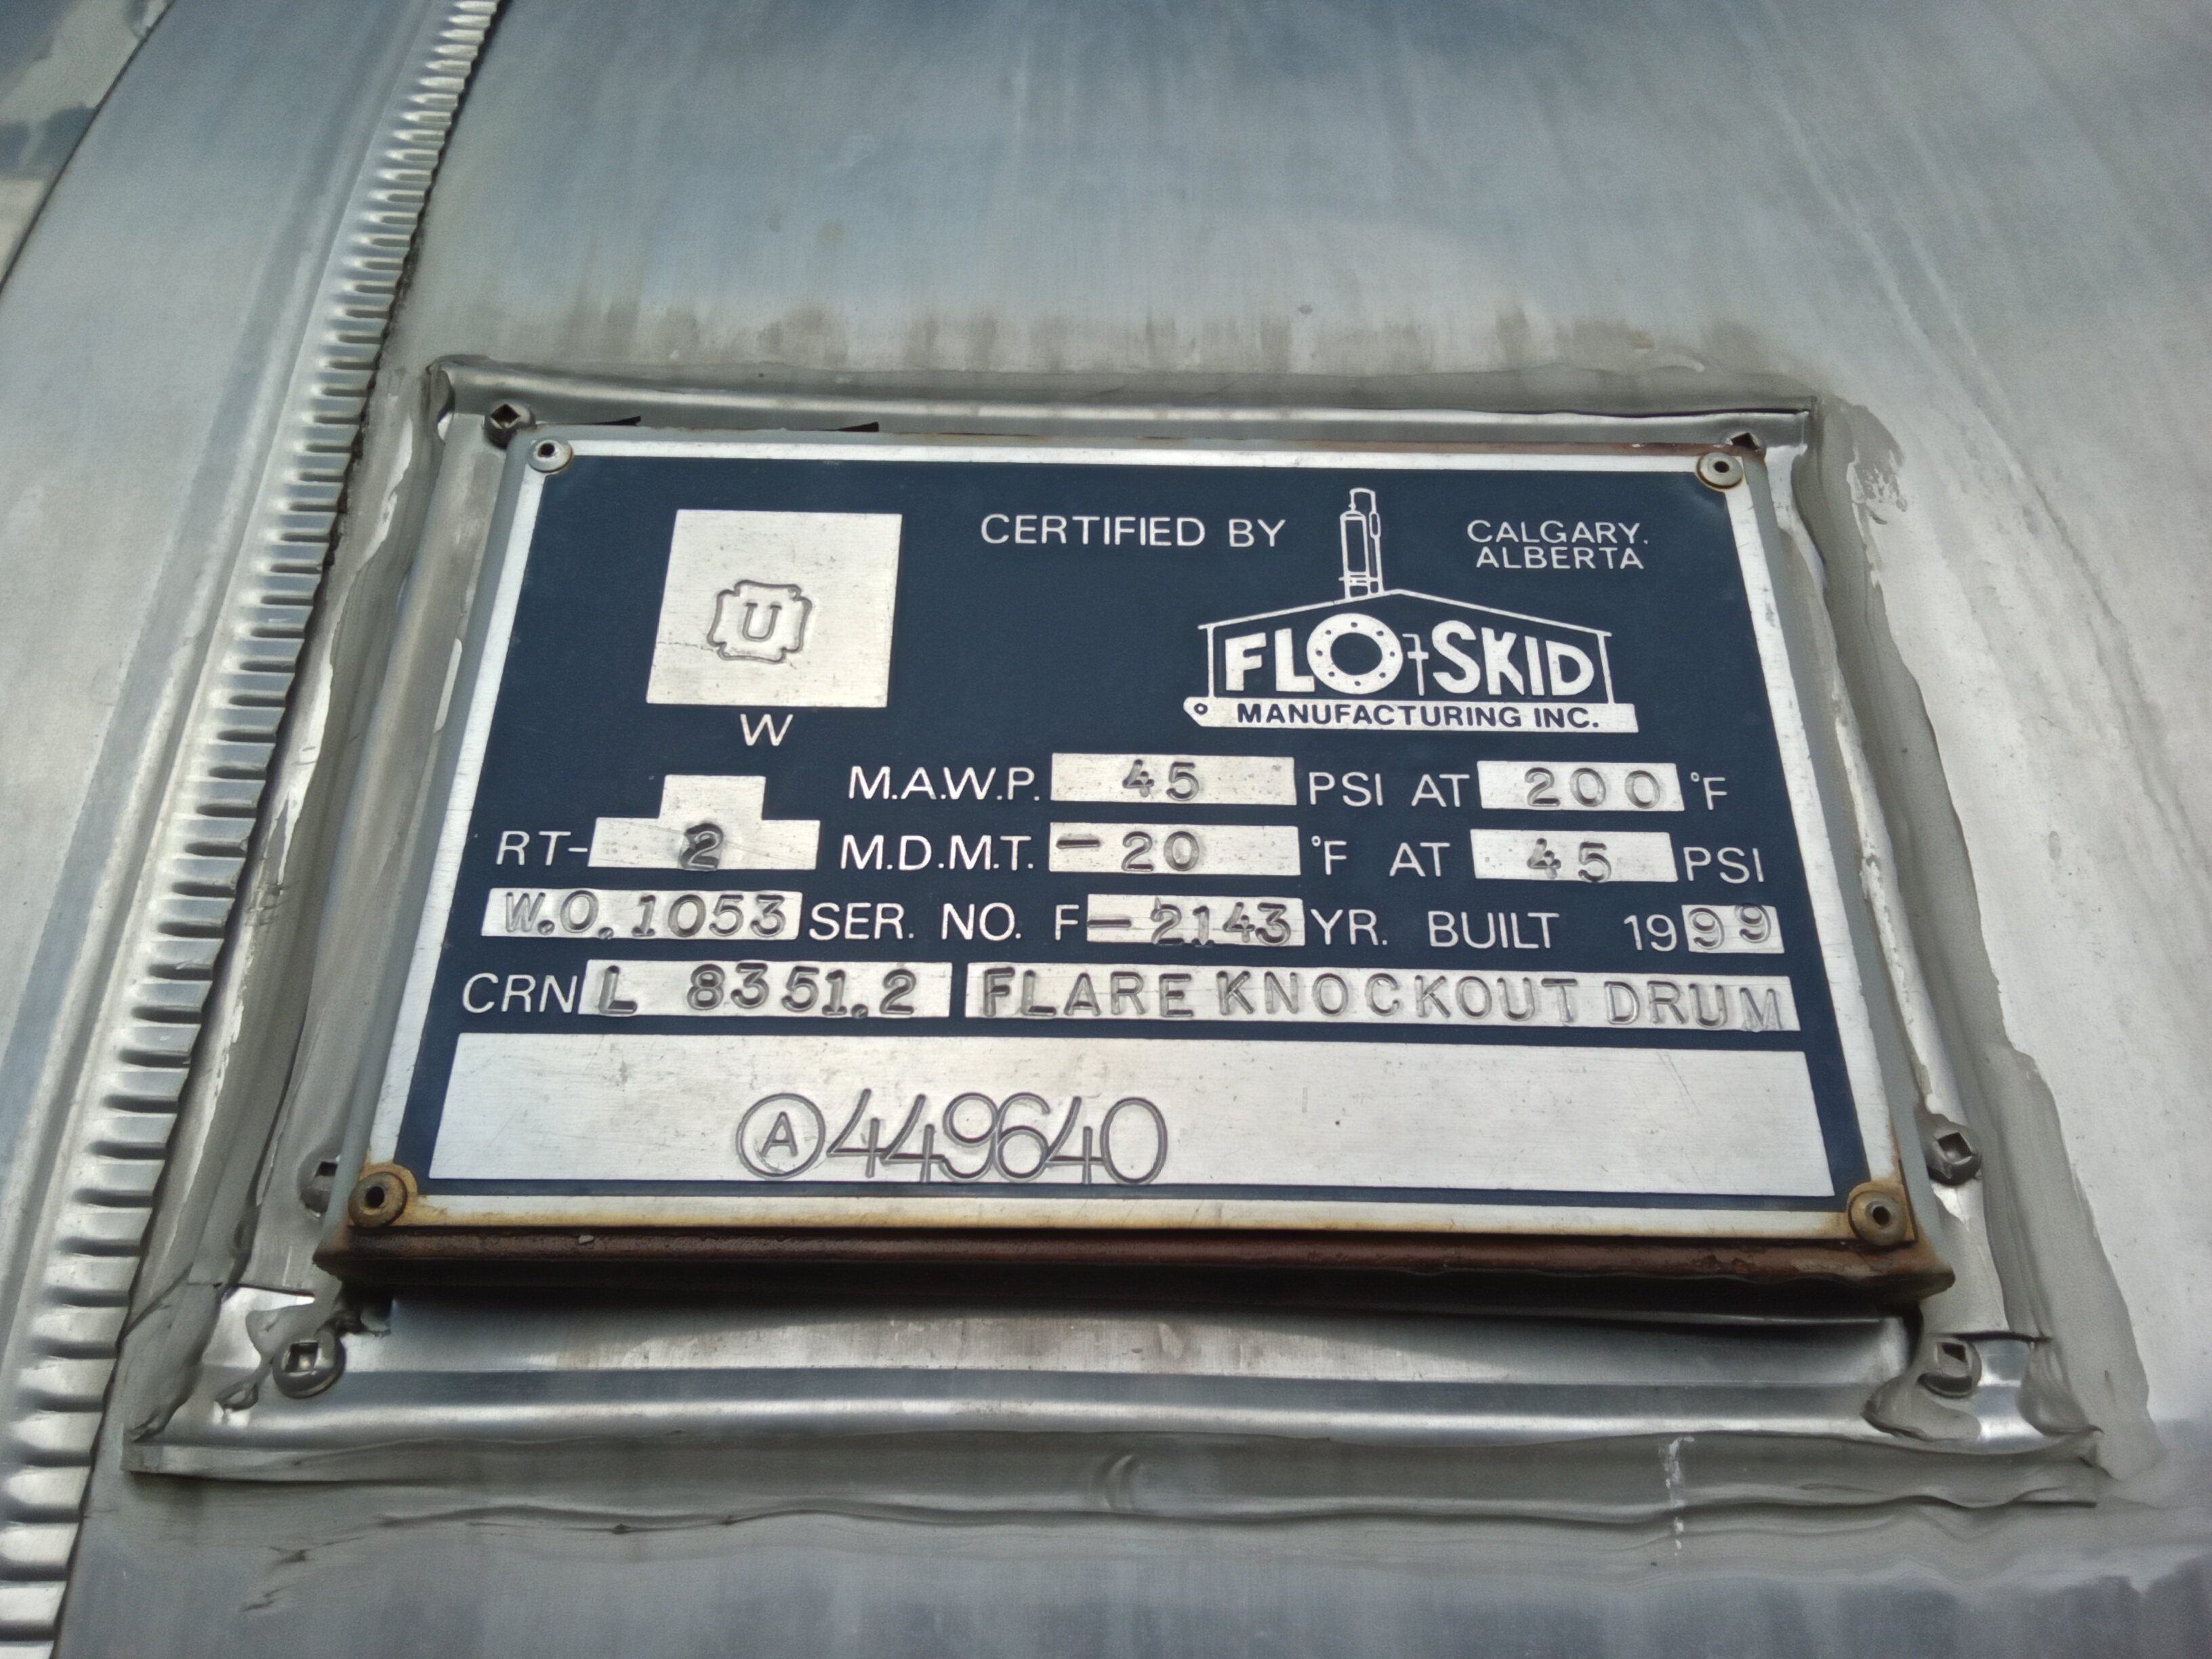 CERTIFIED BY
CALGARY.
ALBERTA
U
FLO-SKID
MANUFACTURING INC.
W
M.A.W.P. 45 PSI AT 200 °F
RT-2 M.D.M.T. -20 °F AT 45 PSI
W.O.1053 SER. NO. F-2143 YR. BUILT 1999
CRN L 8351.2 FLARE KNOCKOUT DRUM
Ⓐ449640